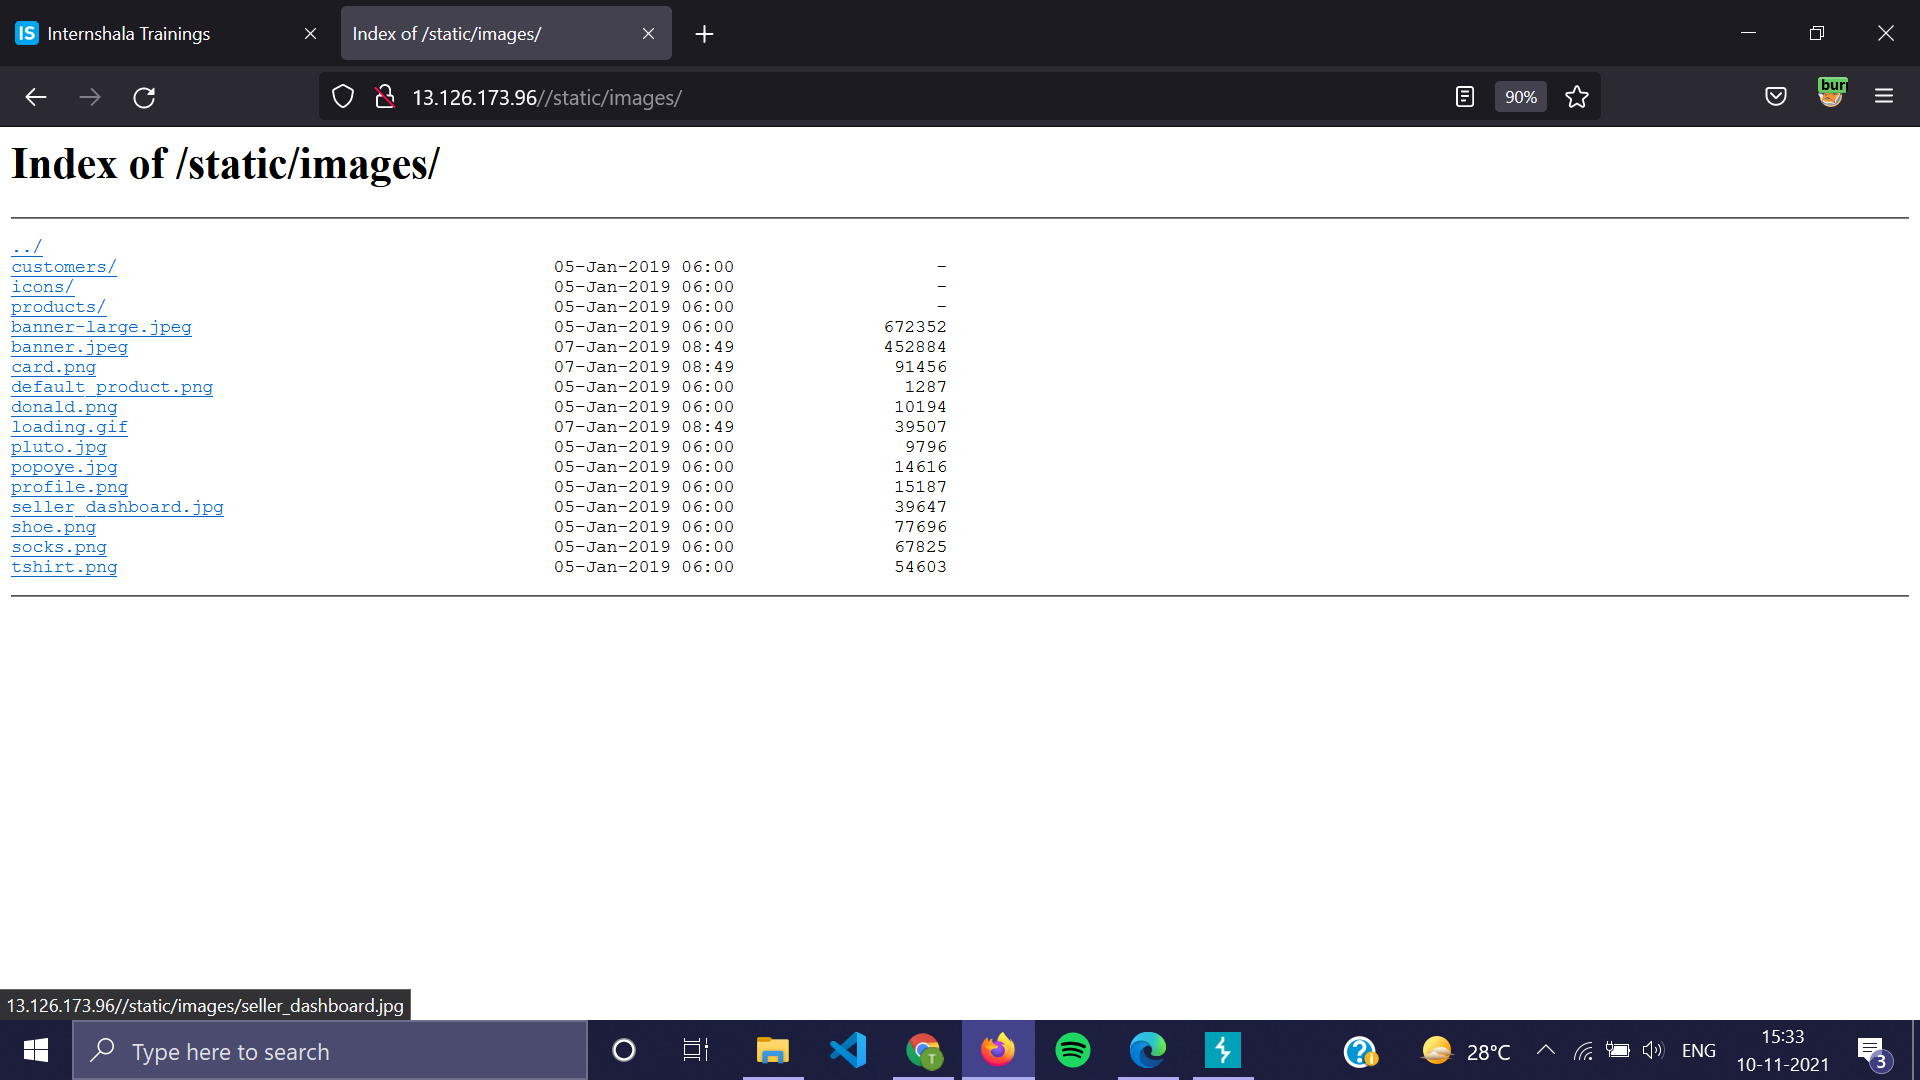 IS Internshala Trainings
Index of /static/images/
13.126.173.96//static/images/
90%
bur
Index of /static/images/
../
customers/ 05-Jan-2019 06:00 -
icons/ 05-Jan-2019 06:00 -
products/ 05-Jan-2019 06:00 -
banner-large.jpeg 05-Jan-2019 06:00 672352
banner.jpeg 07-Jan-2019 08:49 452884
card.png 07-Jan-2019 08:49 91456
default_product.png 05-Jan-2019 06:00 1287
donald.png 05-Jan-2019 06:00 10194
loading.gif 07-Jan-2019 08:49 39507
pluto.jpg 05-Jan-2019 06:00 9796
popoye.jpg 05-Jan-2019 06:00 14616
profile.png 05-Jan-2019 06:00 15187
seller_dashboard.jpg 05-Jan-2019 06:00 39647
shoe.png 05-Jan-2019 06:00 77696
socks.png 05-Jan-2019 06:00 67825
tshirt.png 05-Jan-2019 06:00 54603
13.126.173.96//static/images/seller_dashboard.jpg
Type here to search
T
28°C
ENG
15:33
10-11-2021
3